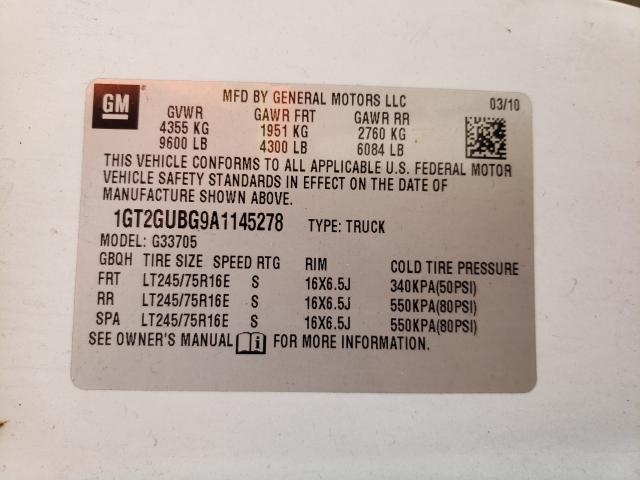 GM
MFD BY GENERAL MOTORS LLC 03/10
GVWR GAWR FRT GAWR RR
4355 KG 1951 KG 2760 KG
9600 LB 4300 LB 6084 LB
THIS VEHICLE CONFORMS TO ALL APPLICABLE U.S. FEDERAL MOTOR
VEHICLE SAFETY STANDARDS IN EFFECT ON THE DATE OF
MANUFACTURE SHOWN ABOVE.
1GT2GUBG9A1145278 TYPE: TRUCK
MODEL: G33705
GBQH TIRE SIZE SPEED RTG RIM COLD TIRE PRESSURE
FRT LT245/75R16E S 16X6.5J 340KPA(50PSI)
RR LT245/75R16E S 16X6.5J 550KPA(80PSI)
SPA LT245/75R16E S 16X6.5J 550KPA(80PSI)
SEE OWNER'S MANUAL i FOR MORE INFORMATION.